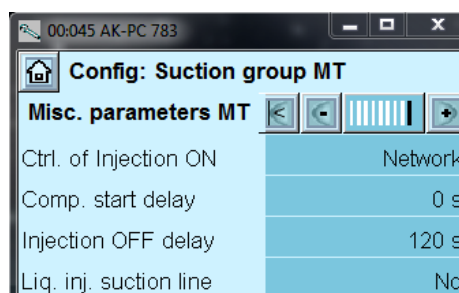 00:045 AK-PC 783
Config: Suction group MT
Misc. parameters MT
Ctrl. of Injection ON Network
Comp. start delay 0 s
Injection OFF delay 120 s
Liq. inj. suction line No